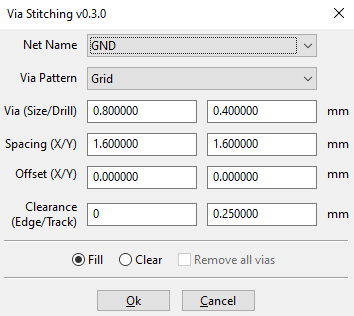 Via Stitching v0.3.0
Net Name GND
Via Pattern Grid
Via (Size/Drill) 0.800000 0.400000 mm
Spacing (X/Y) 1.600000 1.600000 mm
Offset (X/Y) 0.000000 0.000000 mm
Clearance
(Edge/Track) 0 0.250000 mm
Fill Clear Remove all vias
Ok Cancel